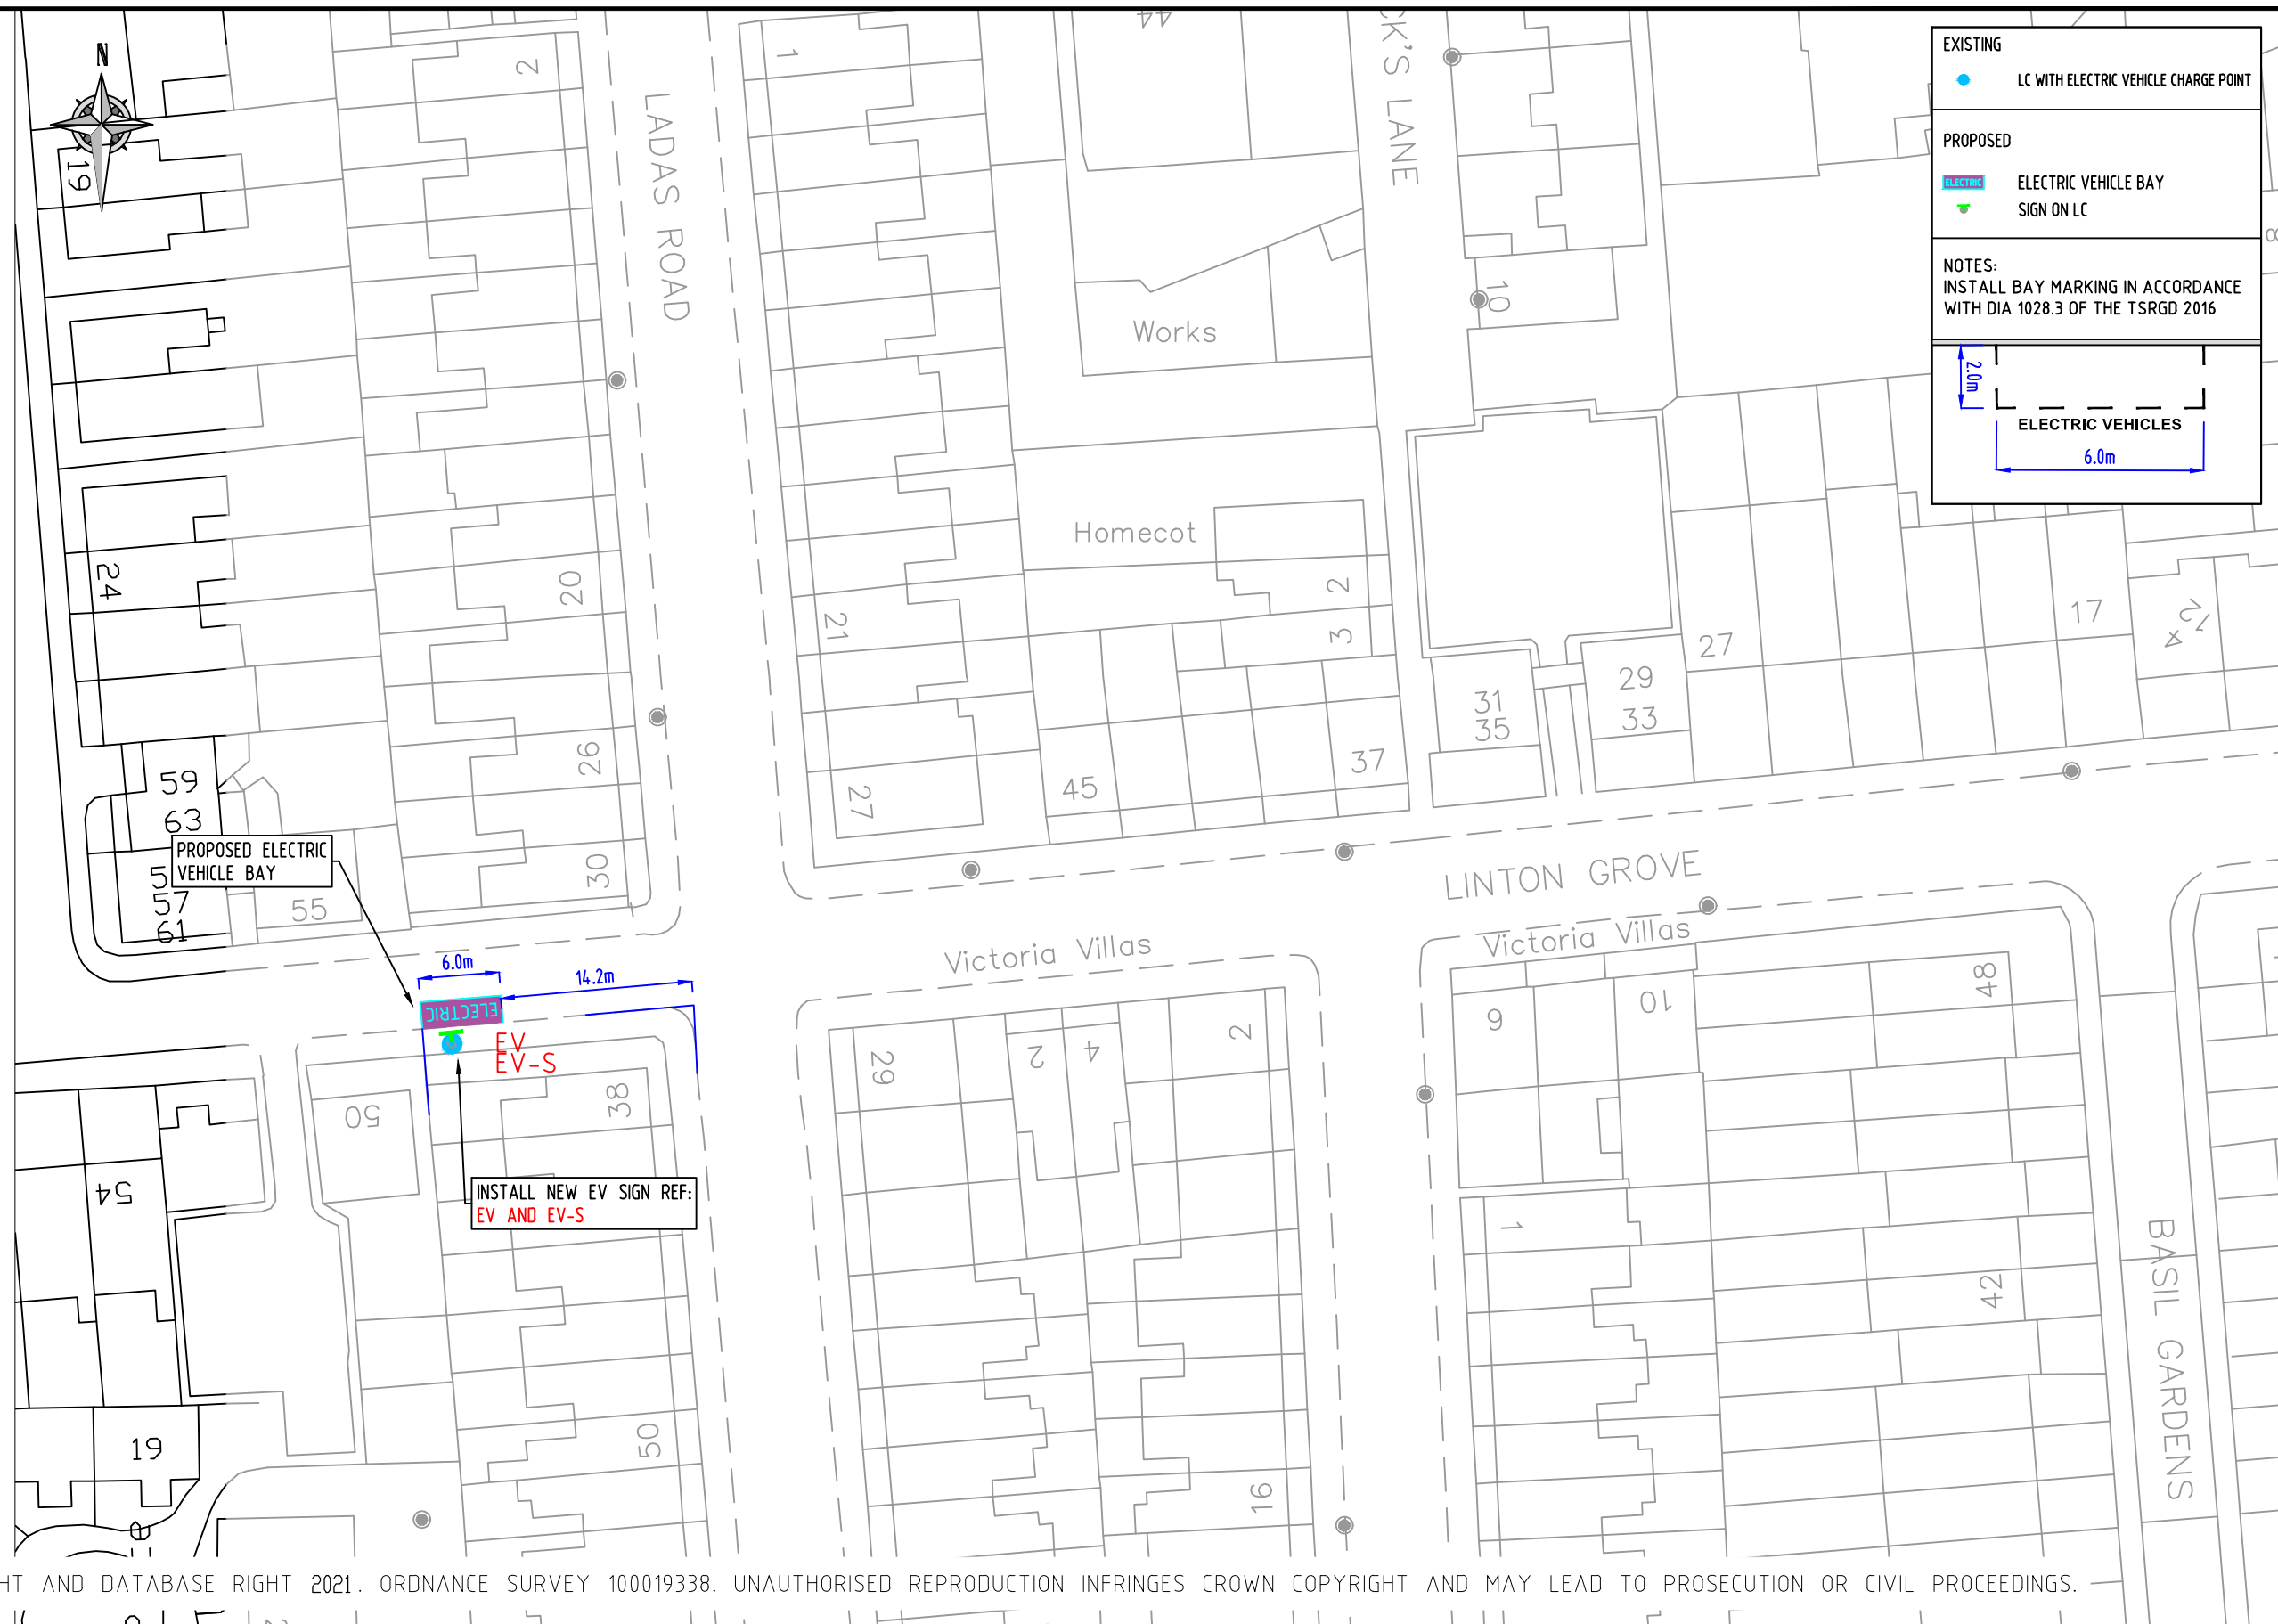 N
44
CK'S LANE
LADAS ROAD
2
1
19
10
Works
Homecot
20
24
21
2
3
26
27
30
45
37
31
35
29
33
27
17
59
63
57
61
55
PROPOSED ELECTRIC
VEHICLE BAY
LINTON GROVE
Victoria Villas
Victoria Villas
6.0m
14.2m
ELECTRIC
EV
EV-S
50
38
29
2
4
2
10
48
54
INSTALL NEW EV SIGN REF:
EV AND EV-S
1
42
BASIL GARDENS
19
50
16
EXISTING
LC WITH ELECTRIC VEHICLE CHARGE POINT
PROPOSED
ELECTRIC
ELECTRIC VEHICLE BAY
SIGN ON LC
NOTES:
INSTALL BAY MARKING IN ACCORDANCE
WITH DIA 1028.3 OF THE TSRGD 2016
2.0m
ELECTRIC VEHICLES
6.0m
HT AND DATABASE RIGHT 2021. ORDNANCE SURVEY 100019338. UNAUTHORISED REPRODUCTION INFRINGES CROWN COPYRIGHT AND MAY LEAD TO PROSECUTION OR CIVIL PROCEEDINGS.